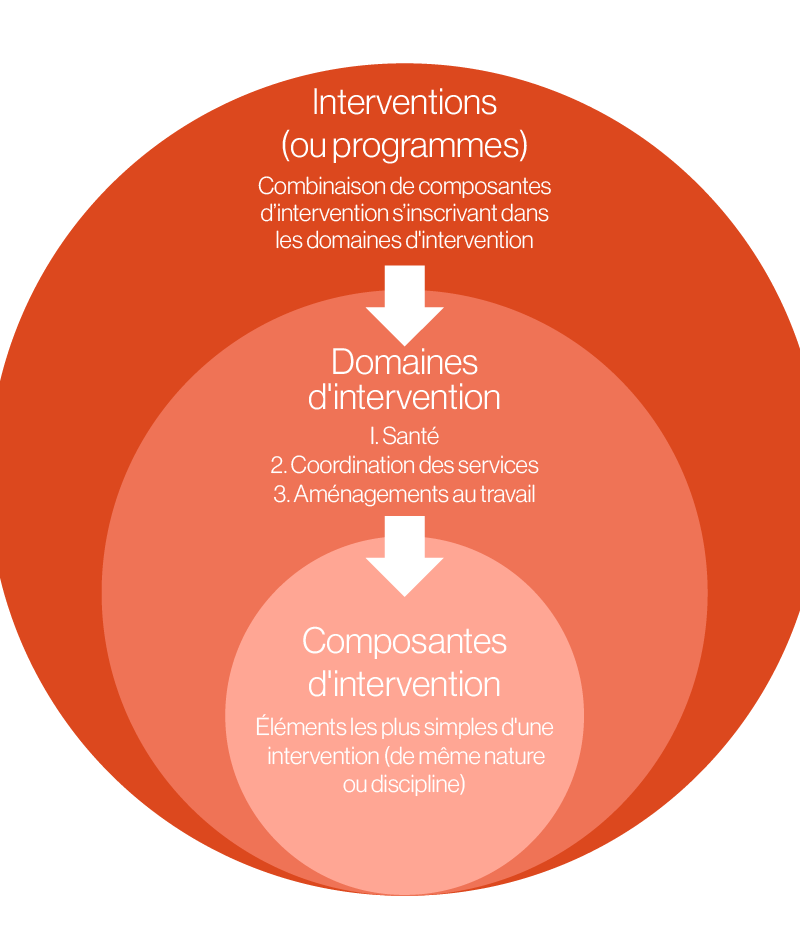 Interventions
(ou programmes)
Combinaison de composantes
d'intervention s'inscrivant dans
les domaines d'intervention
Domaines
d'intervention
1. Santé
2. Coordination des services
3. Aménagements au travail
Composantes
d'intervention
Éléments les plus simples d'une
intervention (de même nature
ou discipline)